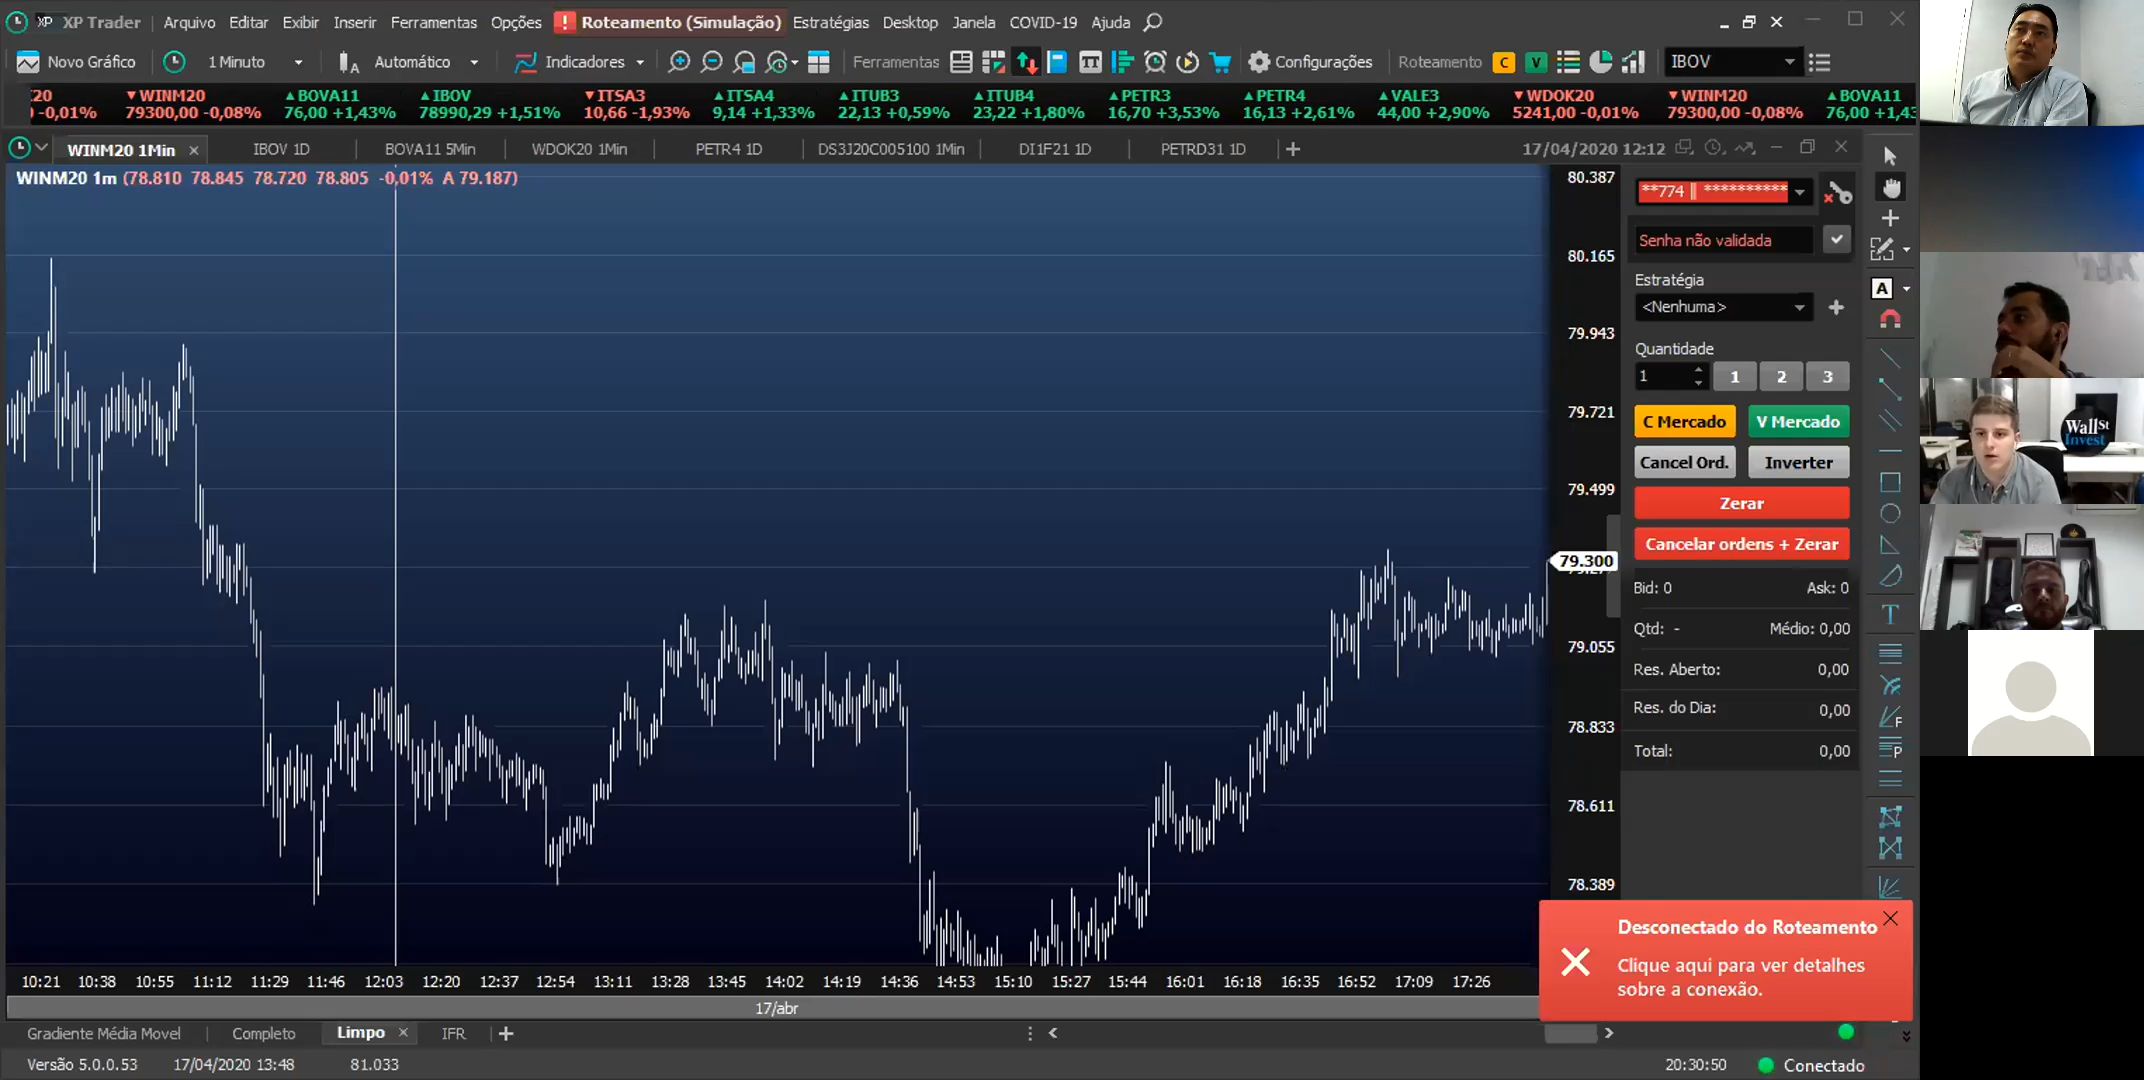 XP XP Trader Arquivo Editar Exibir Inserir Ferramentas Opções ! Roteamento (Simulação) Estratégias Desktop Janela COVID-19 Ajuda
Novo Gráfico 1 Minuto A Automático Indicadores Ferramentas TT Configurações Roteamento C V IBOV
20 WINM20 BOVA11 IBOV ITSA3 ITSA4 ITUB3 ITUB4 PETR3 PETR4 VALE3 WDOK20 WINM20 BOVA11
-0,01% 79300,00 -0,08% 76,00 +1,43% 78990,29 +1,51% 10,66 -1,93% 9,14 +1,33% 22,13 +0,59% 23,22 +1,80% 16,70 +3,53% 16,13 +2,61% 44,00 +2,90% 5241,00 -0,01% 79300,00 -0,08% 76,00 +1,43
WINM20 1Min IBOV 1D BOVA11 5Min WDOK20 1Min PETR4 1D DS3J20C005100 1Min DI1F21 1D PETRD31 1D + 17/04/2020 12:12
WINM20 1m (78.810 78.845 78.720 78.805 -0,01% A 79.187)
80.387
80.165
79.943
79.721
79.499
79.300
79.055
78.833
78.611
78.389
**774 || **********
Senha não validada
Estratégia
<Nenhuma>
Quantidade
1 1 2 3
C Mercado V Mercado
Cancel Ord. Inverter
Zerar
Cancelar ordens + Zerar
Bid: 0 Ask: 0
Qtd: - Médio: 0,00
Res. Aberto: 0,00
Res. do Dia: 0,00
Total: 0,00
A
T
F
P
Wall St
Invest
Desconectado do Roteamento
Clique aqui para ver detalhes
sobre a conexão.
10:21 10:38 10:55 11:12 11:29 11:46 12:03 12:20 12:37 12:54 13:11 13:28 13:45 14:02 14:19 14:36 14:53 15:10 15:27 15:44 16:01 16:18 16:35 16:52 17:09 17:26
17/abr
Gradiente Média Movel Completo Limpo IFR +
Versão 5.0.0.53 17/04/2020 13:48 81.033 20:30:50 Conectado